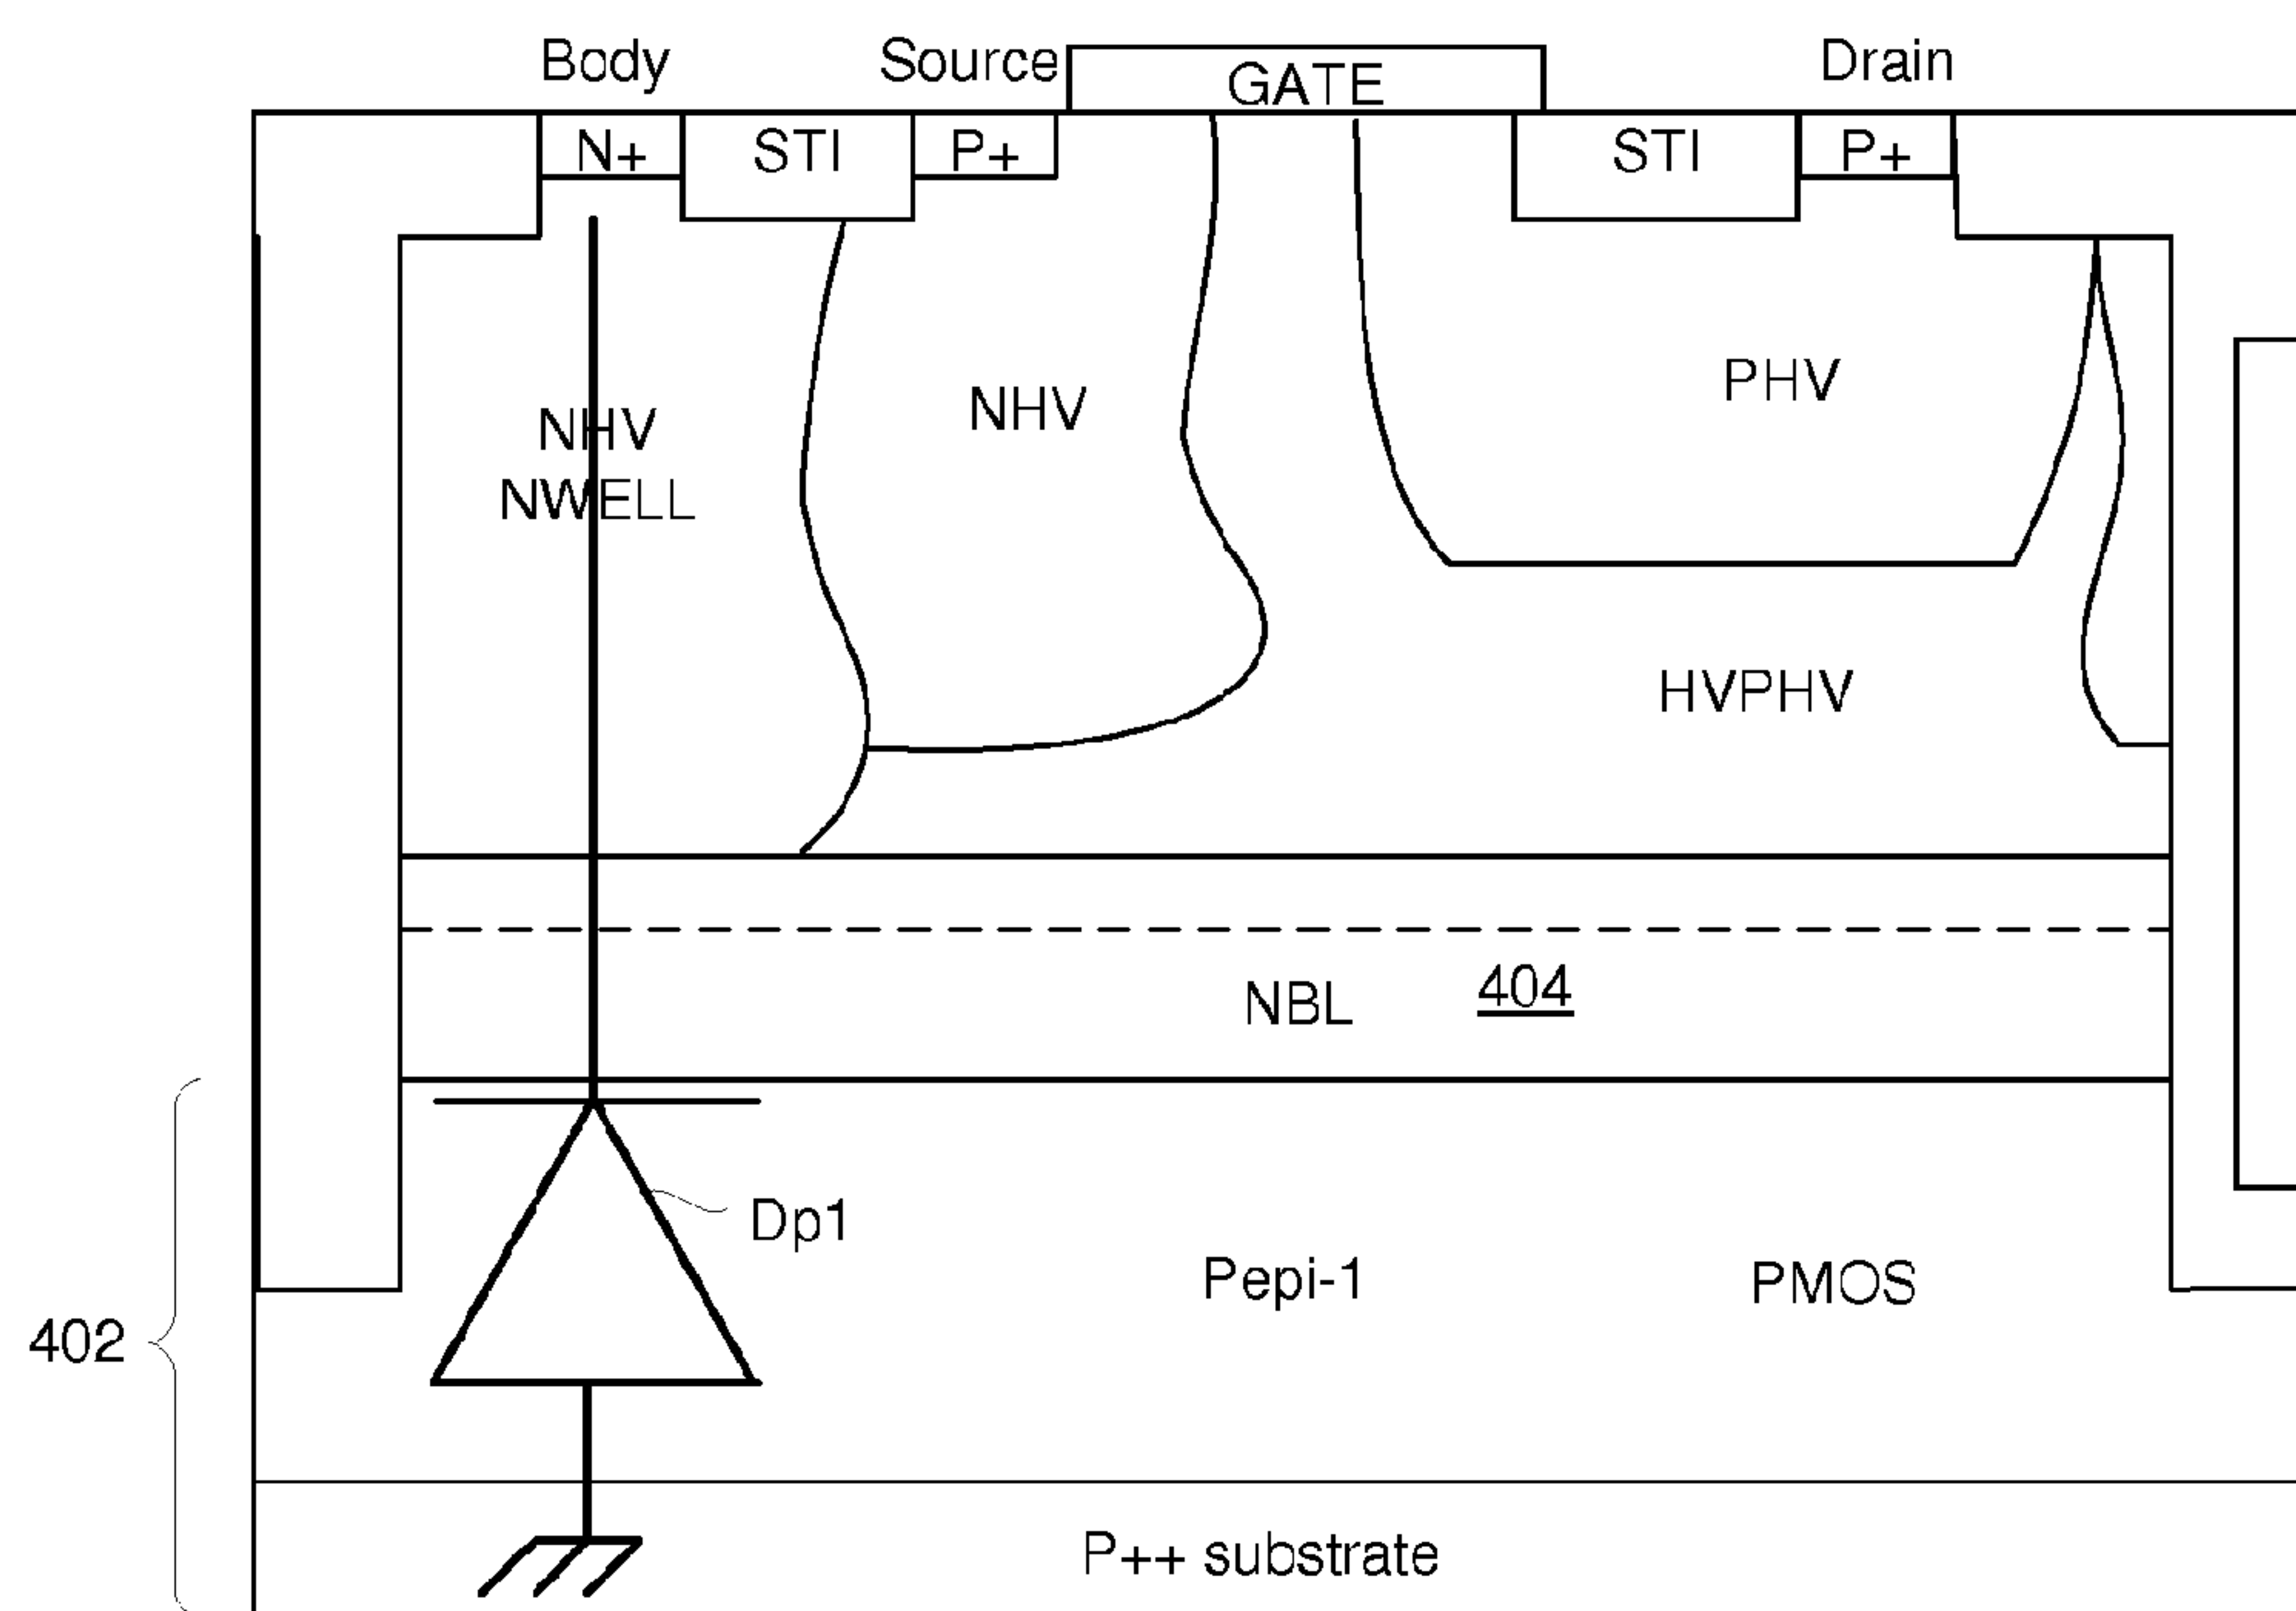 Body
Source
GATE
Drain
N+
STI
P+
STI
P+
NHV
NWELL
NHV
PHV
HVPHV
NBL
404
Dp1
Pepi-1
PMOS
402
P++ substrate